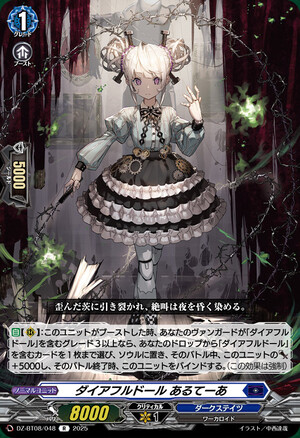 1
グレード
ブースト
シールド
5000
歪んだ茨に引き裂かれ、絶叫は夜を昏く染める。
自【(R)】:このユニットがブーストした時、あなたのヴァンガードが「ダイアフルド
ール」を含むグレード3以上なら、あなたのドロップから「ダイアフルドール」
を含むカードを1枚まで選び、ソウルに置き、そのバトル中、このユニットのパワー
+5000し、そのバトル終了時、このユニットをバインドする。(この効果は強制)
ノーマルユニット
ダイアフルドール あるてーあ
パワー
8000
クリティカル
1
ダークステイツ
ワーカロイド
DZ-BT08/048 R 2025
イラスト/中西達哉